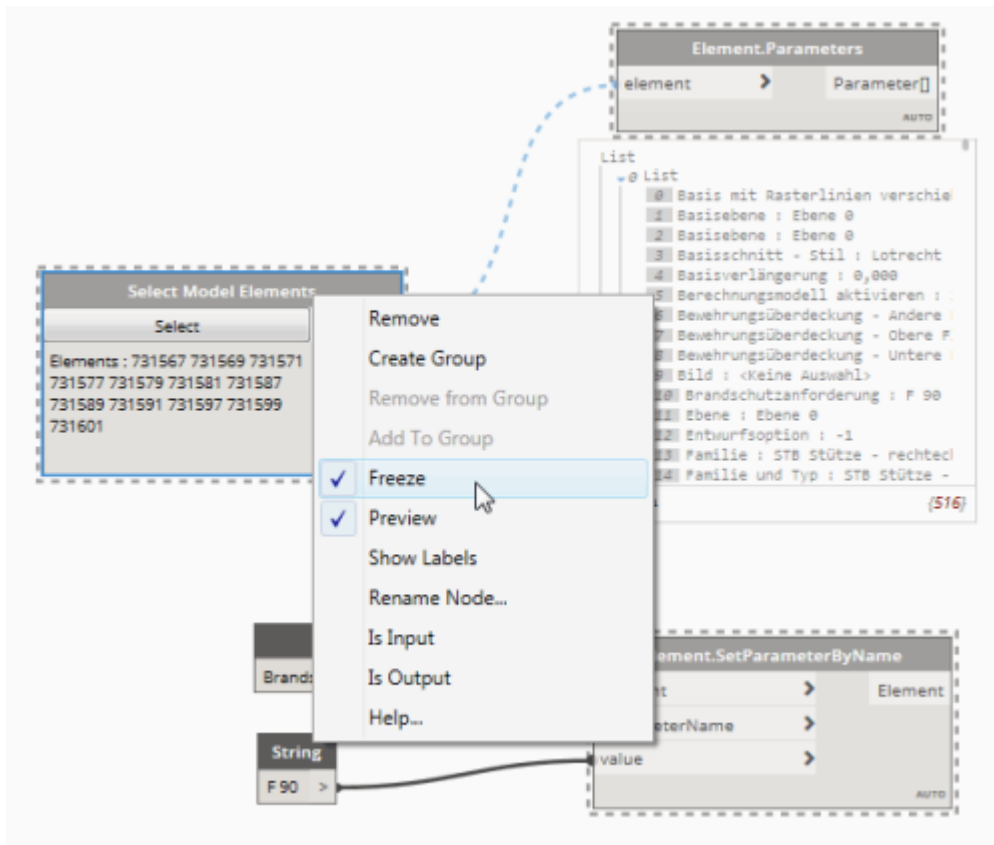 Element.Parameters
element > Parameter[]
AUTO
List
0 List
0 Basis mit Rasterlinien verschie
1 Basisebene : Ebene 0
2 Basisebene : Ebene 0
3 Basisschnitt - Stil : Lotrecht
4 Basisverlängerung : 0,000
5 Berechnungsmodell aktivieren :
6 Bewehrungsüberdeckung - Andere
7 Bewehrungsüberdeckung - Obere F
8 Bewehrungsüberdeckung - Untere
9 Bild : <Keine Auswahl>
10 Brandschutzanforderung : F 90
11 Ebene : Ebene 0
12 Entwurfsoption : -1
13 Familie : STB Stütze - rechtec
14 Familie und Typ : STB Stütze -
{516}
Select Model Elements
Select
Elements : 731567 731569 731571
731577 731579 731581 731587
731589 731591 731597 731599
731601
Remove
Create Group
Remove from Group
Add To Group
Freeze
Preview
Show Labels
Rename Node...
Is Input
Is Output
Help...
Brands
String
F 90 >
ement.SetParameterByName
nt > Element
eterName >
value >
AUTO